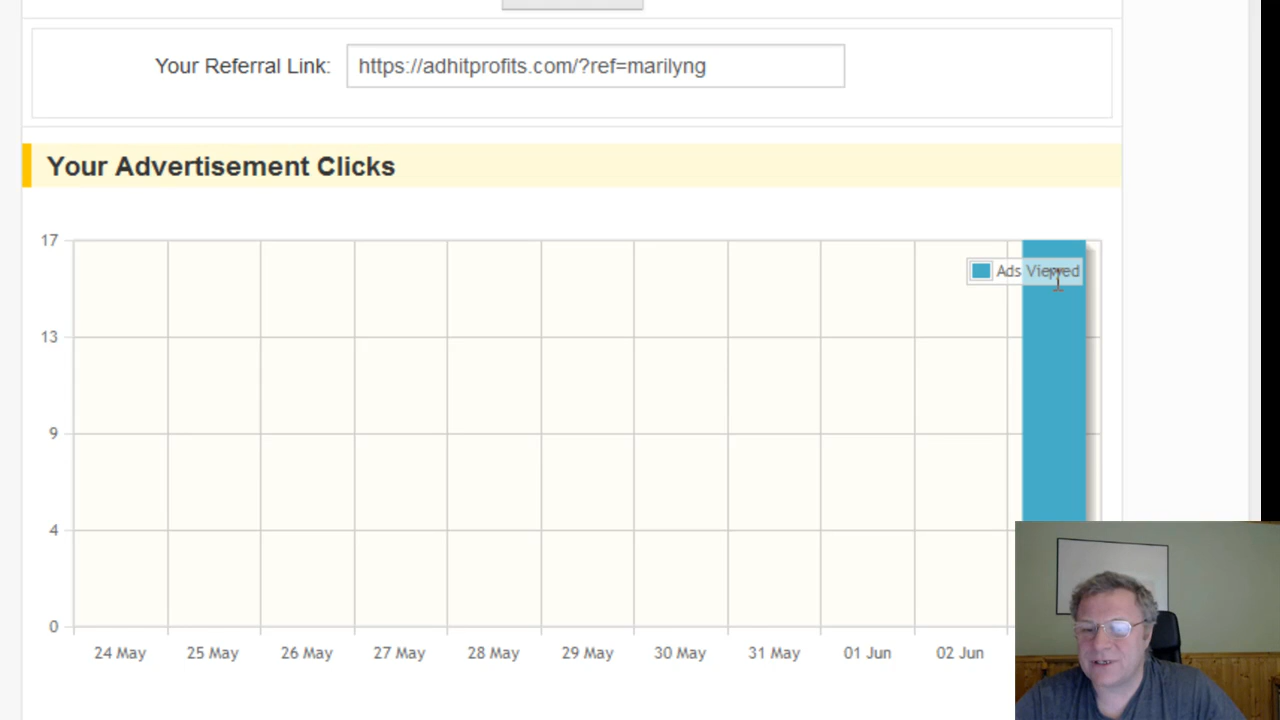 Your Referral Link: https://adhitprofits.com/?ref=marilyng
Your Advertisement Clicks
17
Ads Viewed
13
9
4
0
24 May 25 May 26 May 27 May 28 May 29 May 30 May 31 May 01 Jun 02 Jun